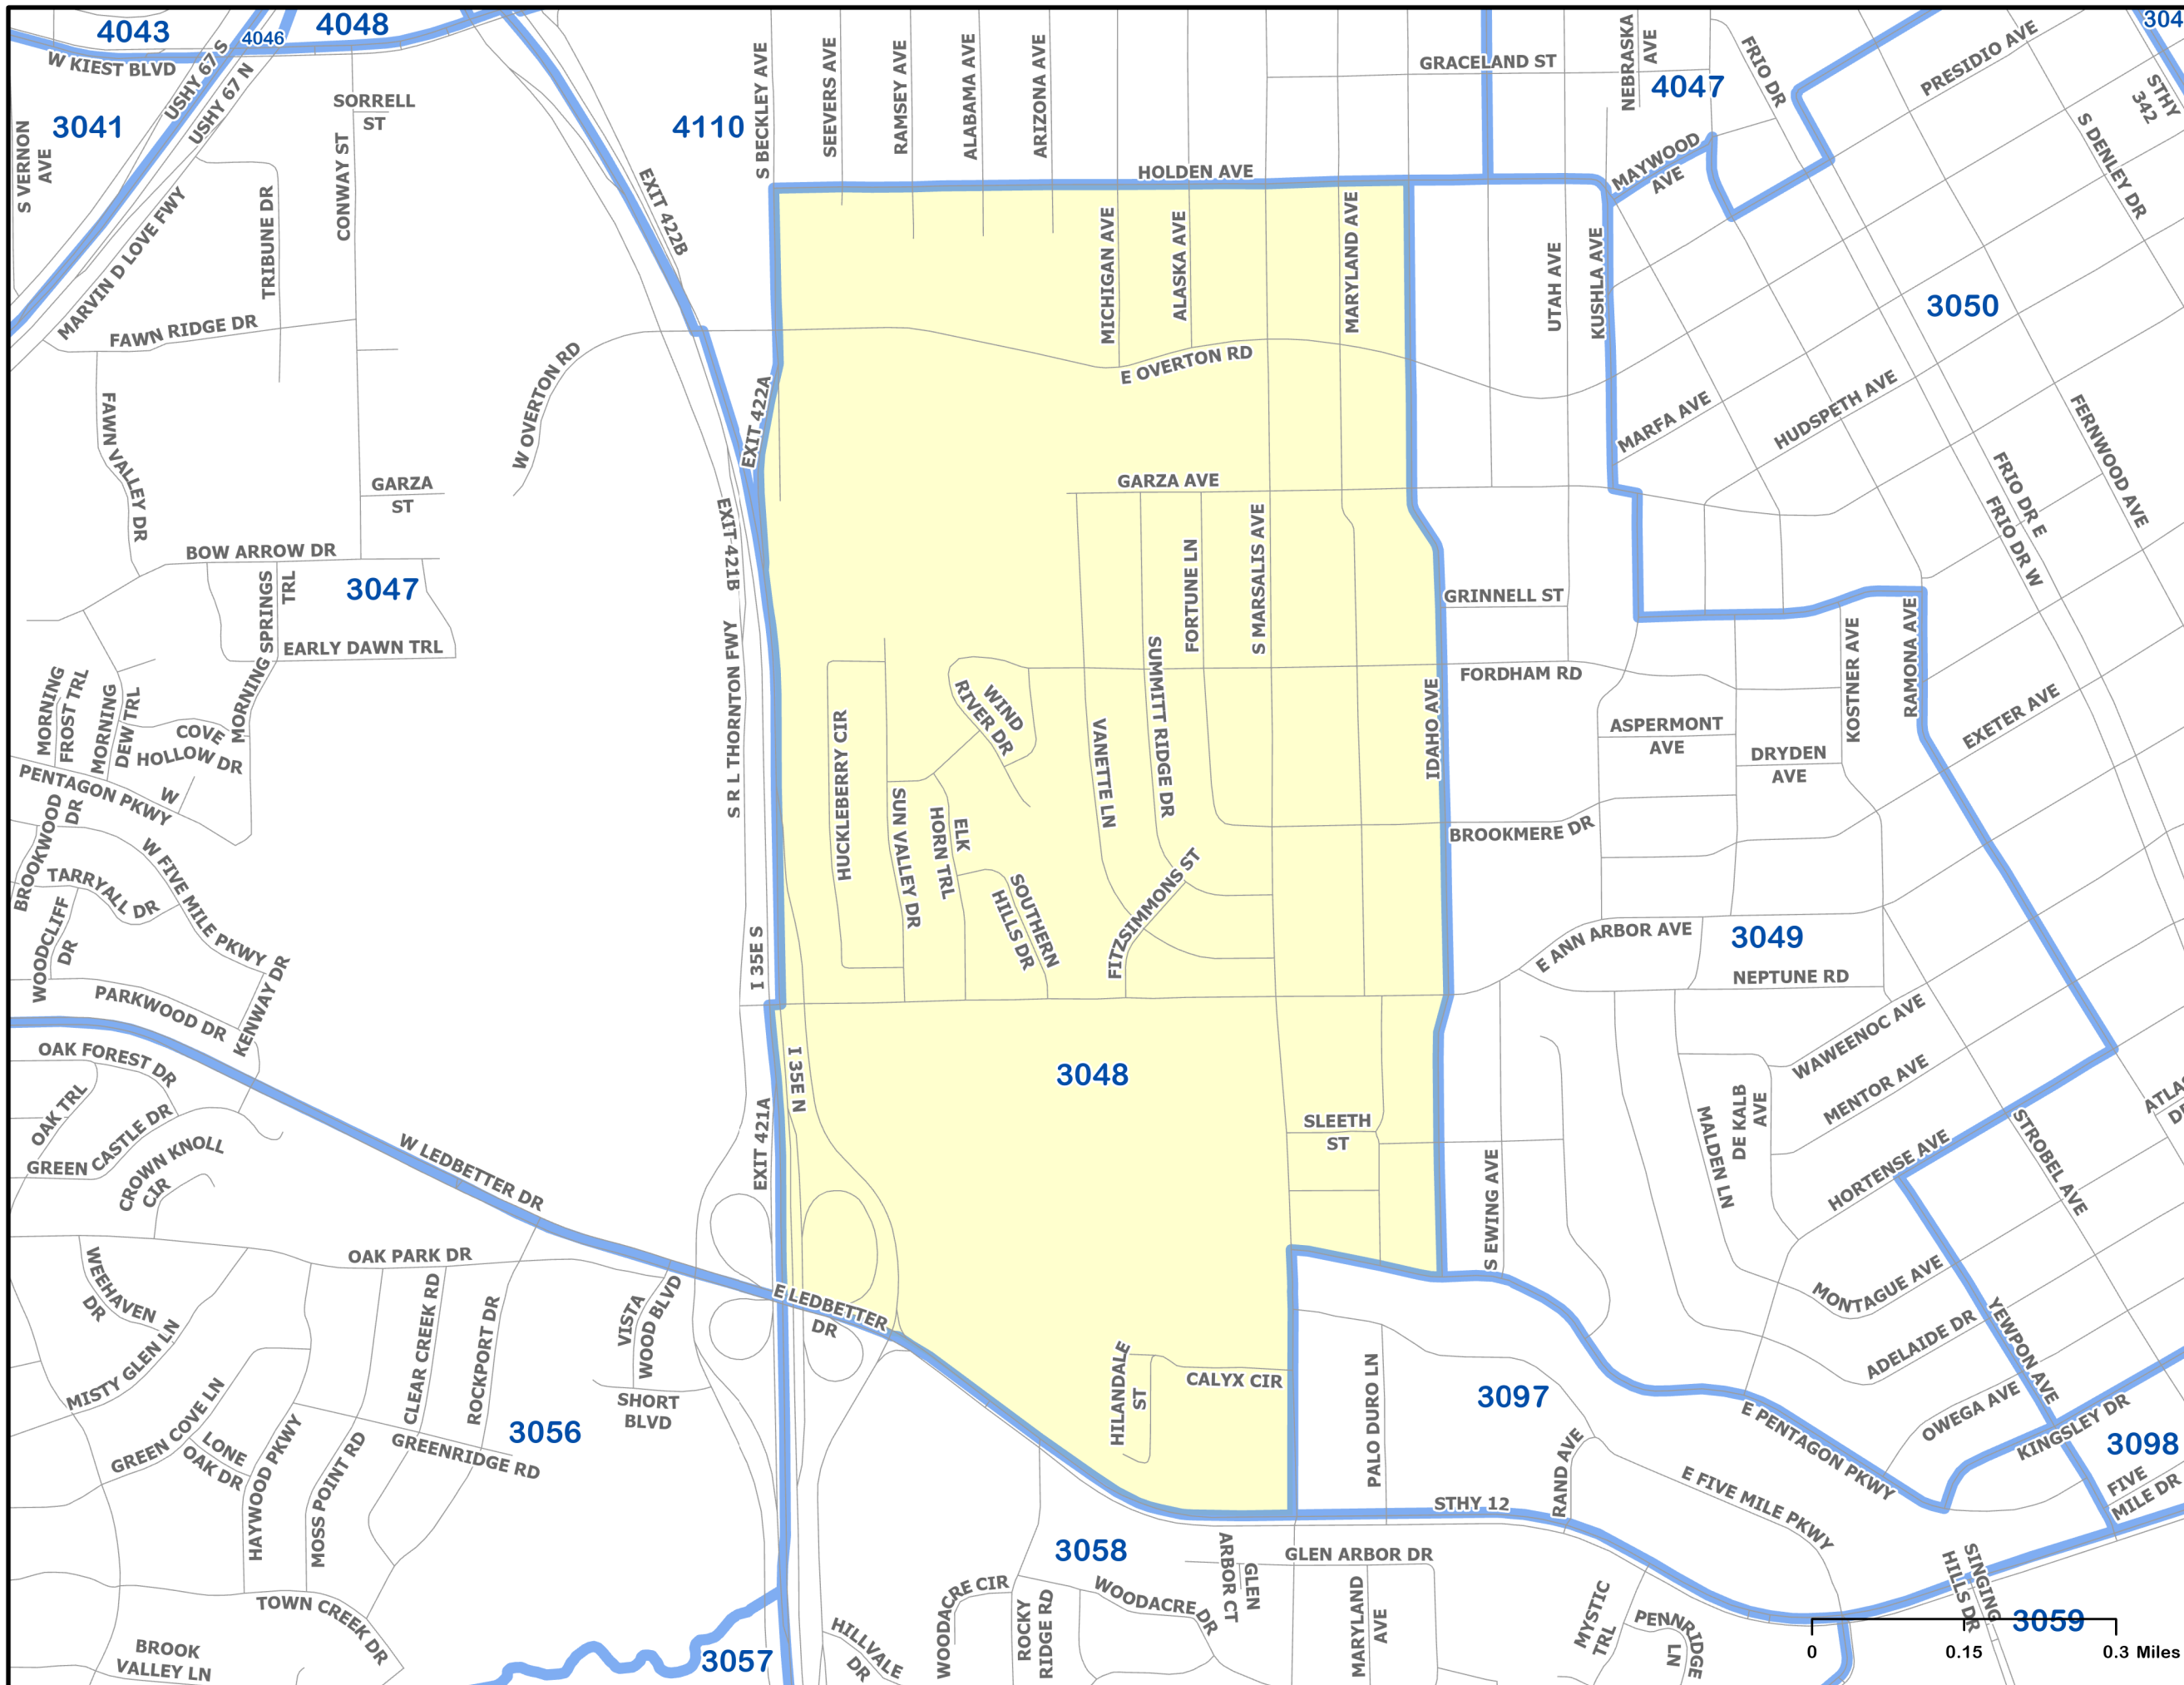 4043
4046
4048
W KIEST BLVD
USHY 67 S
USHY 67 N
3041
S VERNON
AVE
SORRELL
ST
CONWAY ST
TRIBUNE DR
MARVIN D LOVE FWY
FAWN RIDGE DR
EXIT 422B
4110
S BECKLEY AVE
SEEVERS AVE
RAMSEY AVE
ALABAMA AVE
ARIZONA AVE
HOLDEN AVE
GRACELAND ST
NEBRASKA
AVE
4047
FRIO DR
PRESIDIO AVE
304
STHY
342
S DENLEY DR
MAYWOOD
AVE
MICHIGAN AVE
ALASKA AVE
MARYLAND AVE
UTAH AVE
KUSHLA AVE
3050
E OVERTON RD
W OVERTON RD
EXIT 422A
FAWN VALLEY DR
GARZA
ST
BOW ARROW DR
3047
MORNING SPRINGS
TRL
EARLY DAWN TRL
EXIT 421B
S R L THORNTON FWY
GARZA AVE
FORTUNE LN
S MARSALIS AVE
SUMMITT RIDGE DR
VANETTE LN
MARFA AVE
HUDSPETH AVE
FERNWOOD AVE
FRIO DR E
FRIO DR W
GRINNELL ST
FORDHAM RD
IDAHO AVE
ASPERMONT
AVE
DRYDEN
AVE
KOSTNER AVE
RAMONA AVE
EXETER AVE
MORNING
FROST TRL
MORNING
DEW TRL
COVE
HOLLOW DR
PENTAGON PKWY
W
BROOKWOOD
DR
W FIVE MILE PKWY
TARRYALL DR
WOODCLIFF
DR
PARKWOOD DR
KENWAY DR
HUCKLEBERRY CIR
SUN VALLEY DR
WIND
RIVER DR
ELK
HORN TRL
SOUTHERN
HILLS DR
FITZSIMMONS ST
BROOKMERE DR
E ANN ARBOR AVE
3049
NEPTUNE RD
I 35E S
I 35E N
EXIT 421A
3048
SLEETH
ST
S EWING AVE
MALDEN LN
DE KALB
AVE
WAWEENOC AVE
MENTOR AVE
HORTENSE AVE
STROBEL AVE
MONTAGUE AVE
ADELAIDE DR
YEWPON AVE
OWEGA AVE
KINGSLEY DR
3098
FIVE
MILE DR
OAK FOREST DR
OAK TRL
GREEN CASTLE DR
CROWN KNOLL
CIR
W LEDBETTER DR
E LEDBETTER
DR
OAK PARK DR
WEEHAVEN
DR
MISTY GLEN LN
GREEN COVE LN
LONE
OAK DR
HAYWOOD PKWY
MOSS POINT RD
CLEAR CREEK RD
ROCKPORT DR
GREENRIDGE RD
VISTA
WOOD BLVD
SHORT
BLVD
3056
HILANDALE
ST
CALYX CIR
PALO DURO LN
3097
RAND AVE
E PENTAGON PKWY
E FIVE MILE PKWY
STHY 12
3058
ARBOR CT
GLEN
GLEN ARBOR DR
WOODACRE CIR
ROCKY
RIDGE RD
WOODACRE DR
MARYLAND
AVE
MYSTIC
TRL
PENNRIDGE
LN
SINGING
HILLS DR
3059
TOWN CREEK DR
BROOK
VALLEY LN
3057
HILLVALE
DR
0
0.15
0.3 Miles